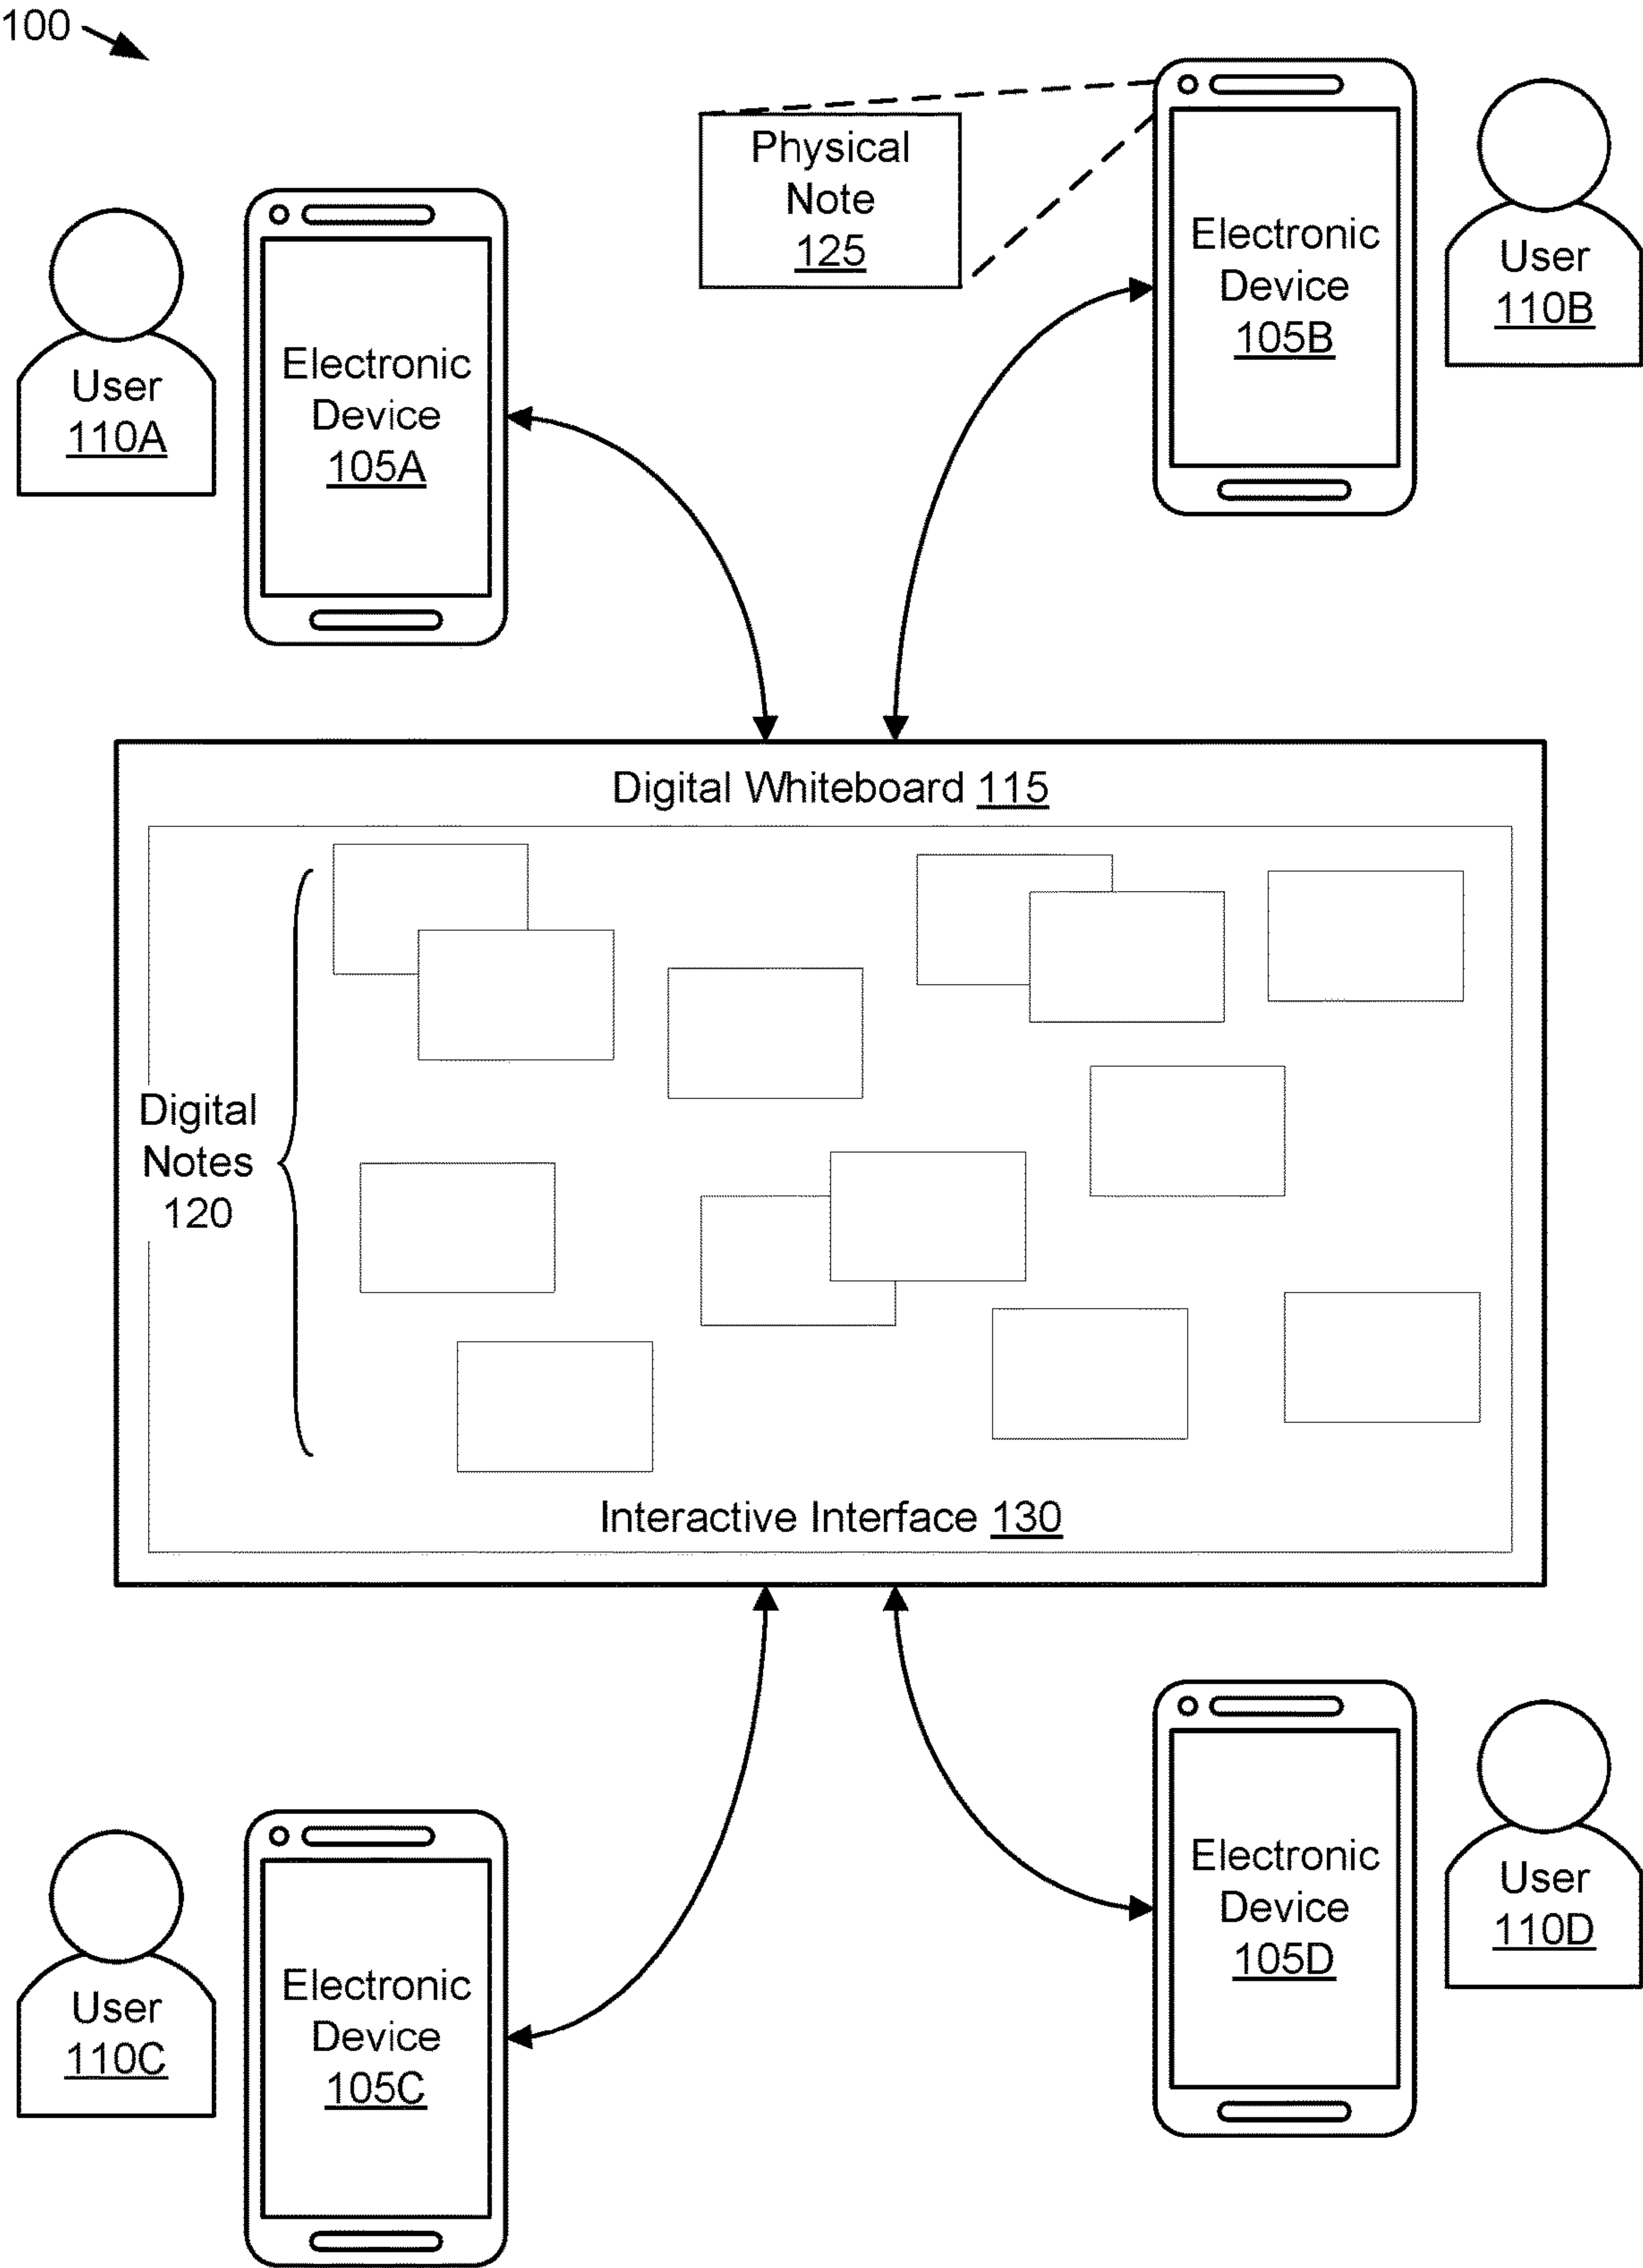 100
Physical
Note
125
Electronic
Device
105B
User
110B
Electronic
Device
105A
User
110A
Digital Whiteboard 115
Digital
Notes
120
Interactive Interface 130
Electronic
Device
105D
User
110D
Electronic
Device
105C
User
110C